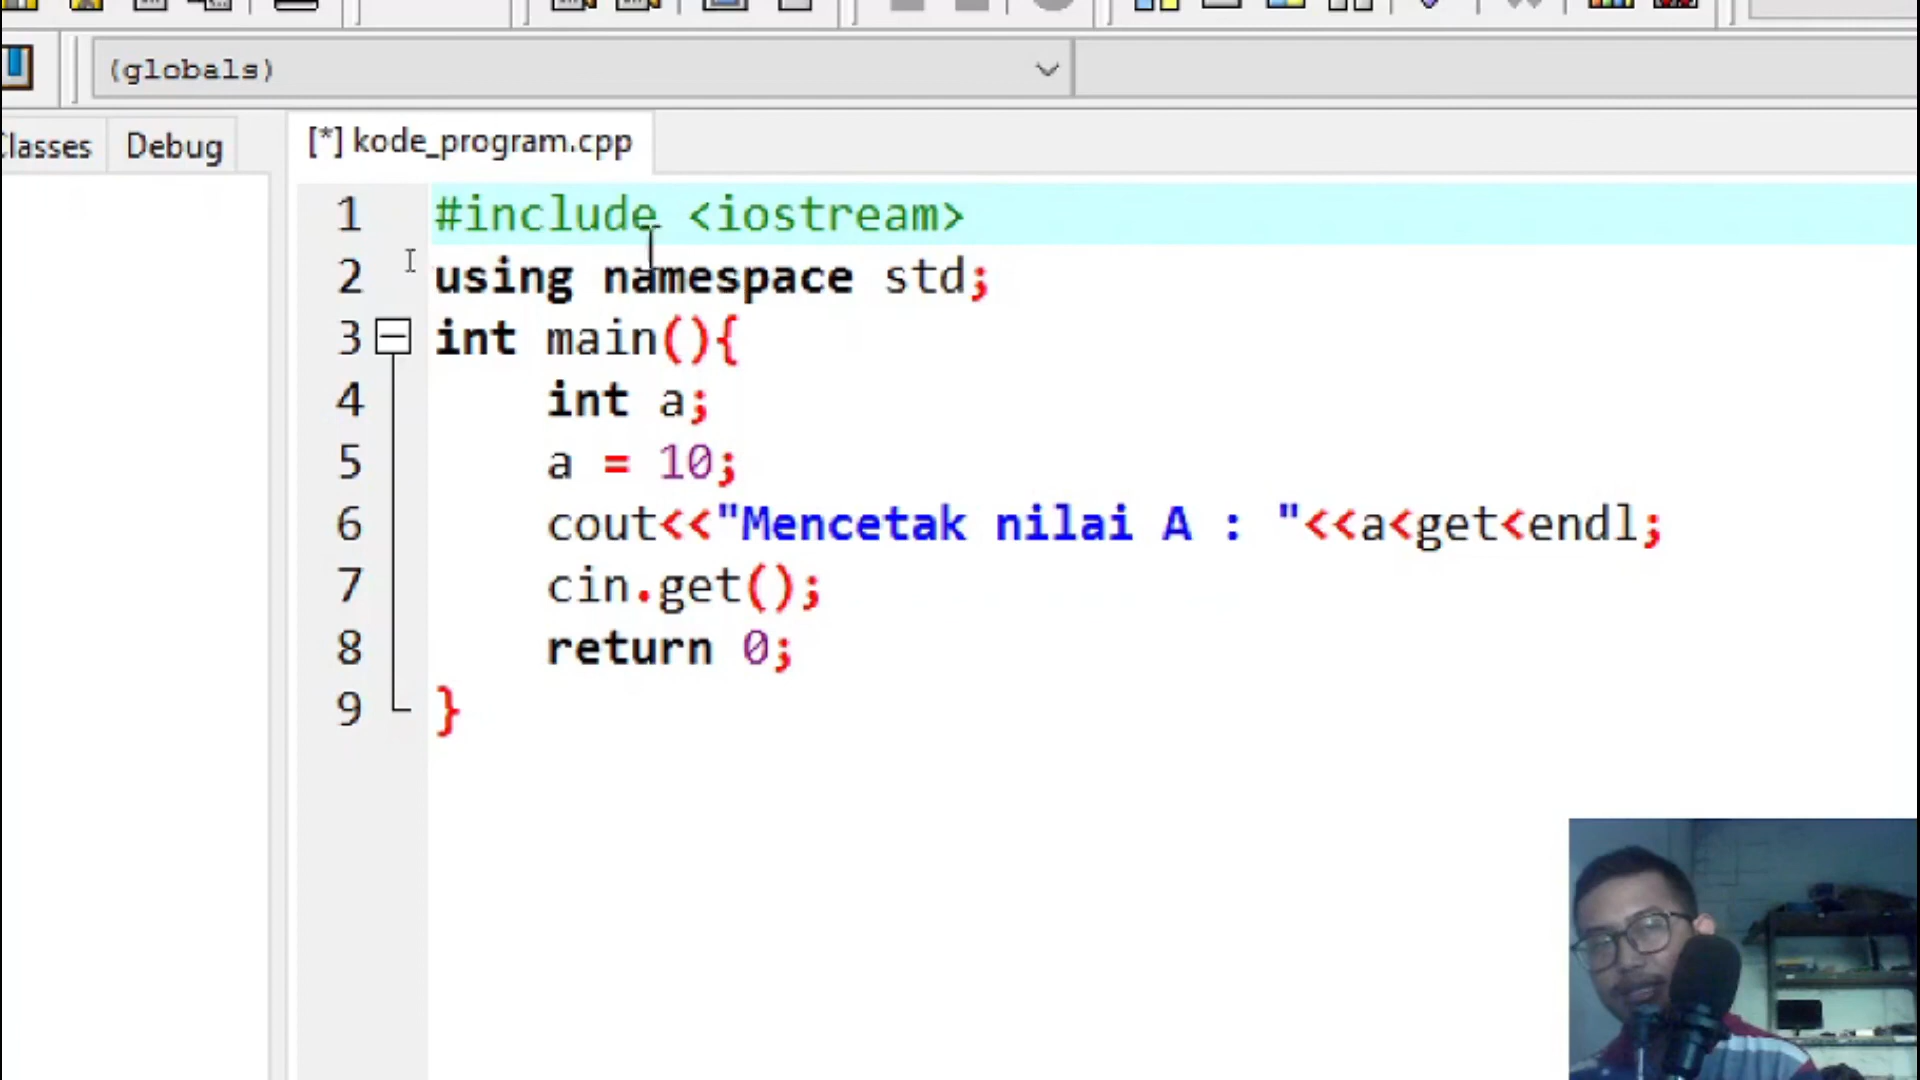 (globals)
Classes
Debug
[*] kode_program.cpp
1 #include <iostream>
2 using namespace std;
3 int main(){
4 int a;
5 a = 10;
6 cout<<"Mencetak nilai A : "<<a<get<endl;
7 cin.get();
8 return 0;
9 }